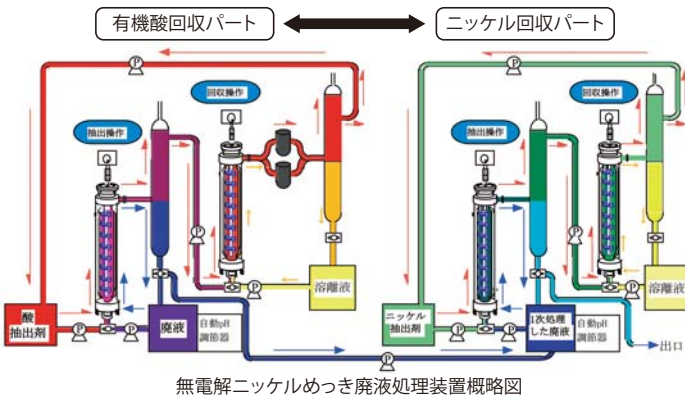 有機酸回収パート
ニッケル回収パート
P
回収操作
抽出操作
P
P
酸
抽出剤
P
P
廃液
自動pH
調節器
溶離液
P
回収操作
抽出操作
P
P
ニッケル
抽出剤
P
P
1次処理
した廃液
自動pH
調節器
溶離液
出口
P
無電解ニッケルめっき廃液処理装置概略図